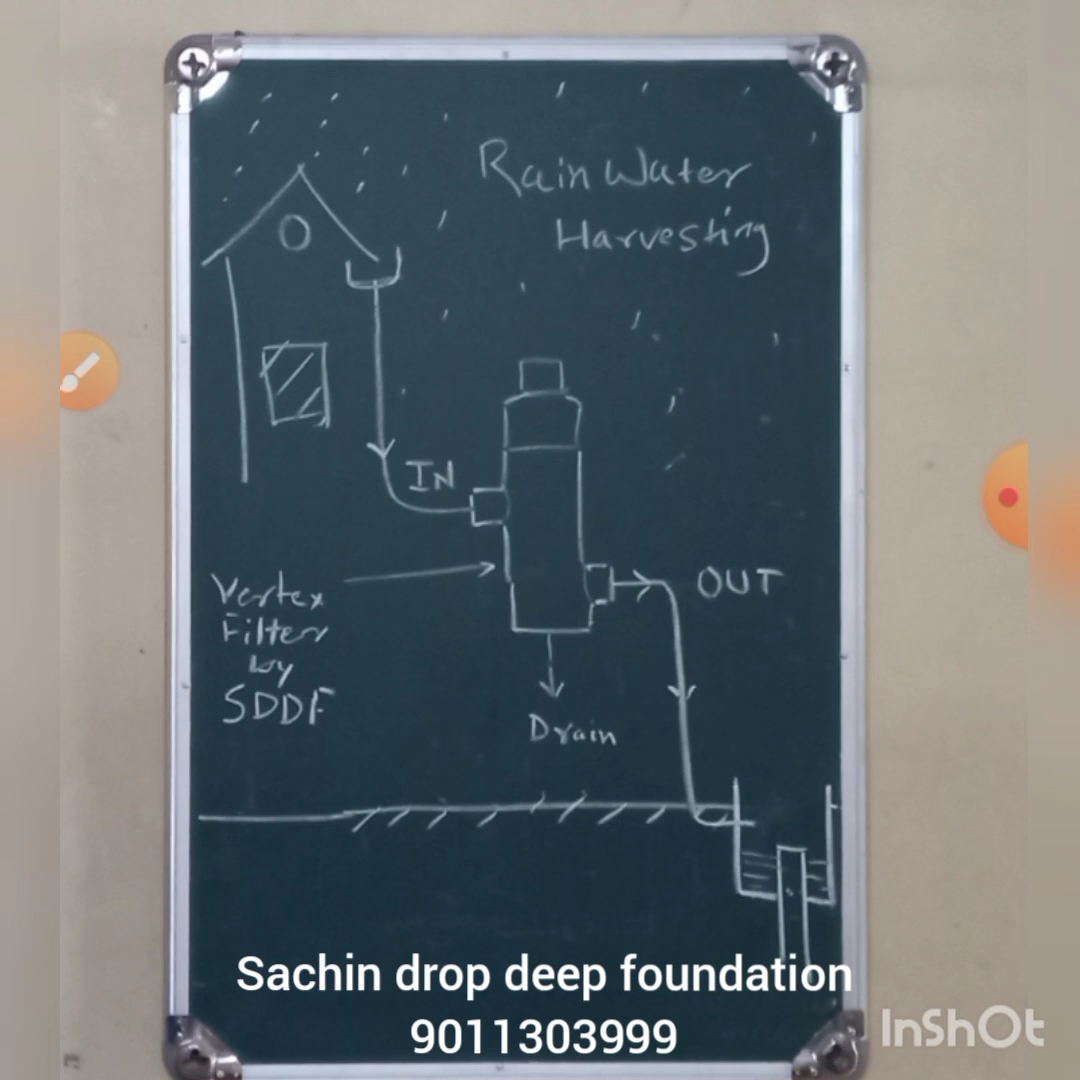 Rain Water
Harvesting
IN
Vertex
Filter
by
SDDF
OUT
Drain
Sachin drop deep foundation
9011303999
InShOt